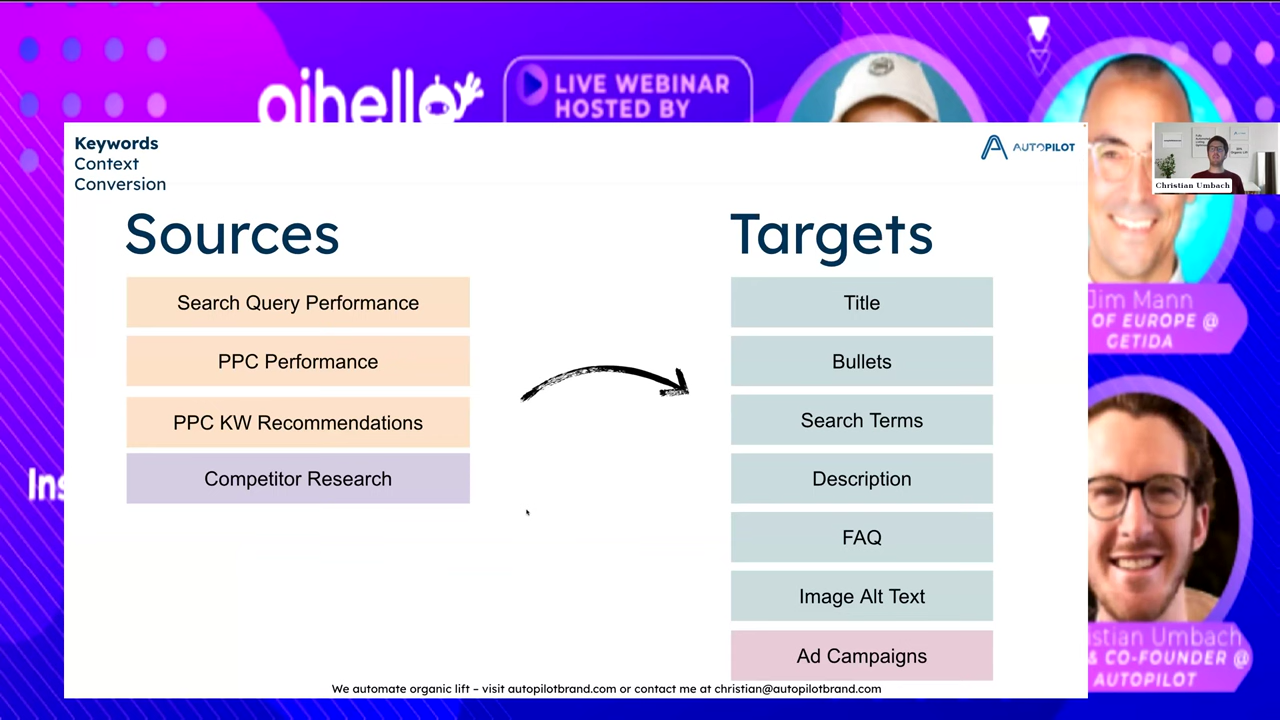 aihello
LIVE WEBINAR
HOSTED BY
Keywords
Context
Conversion
AUTOPILOT
Christian Umbach
Sources
Targets
Search Query Performance
PPC Performance
PPC KW Recommendations
Competitor Research
Title
Bullets
Search Terms
Description
FAQ
Image Alt Text
Ad Campaigns
We automate organic lift – visit autopilotbrand.com or contact me at christian@autopilotbrand.com
Jim Mann
OF EUROPE @
GETIDA
Ins
stian Umbach
& CO-FOUNDER @
AUTOPILOT